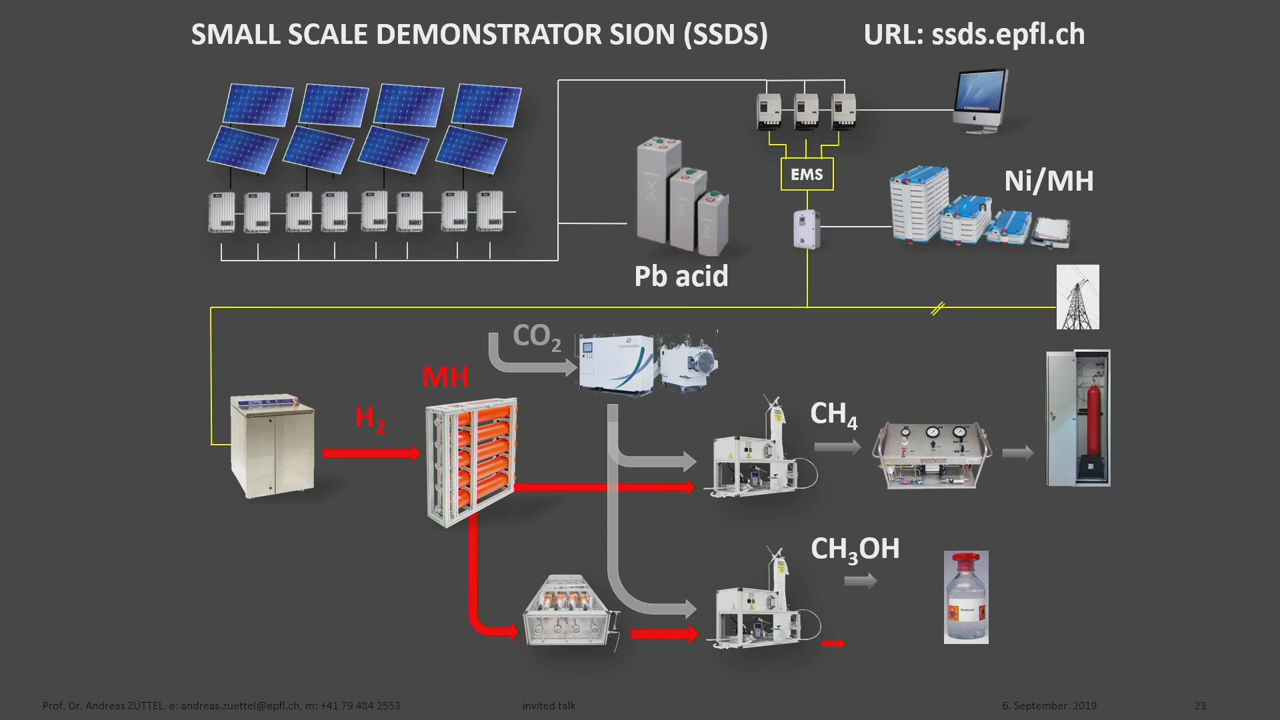 SMALL SCALE DEMONSTRATOR SION (SSDS) URL: ssds.epfl.ch
EMS
Ni/MH
Pb acid
CO2
MH
H2
CH4
CH3OH
Prof. Dr. Andreas ZÜTTEL, e: andreas.zuettel@epfl.ch, m: +41 79 484 2553 invited talk 6. September 2019 23